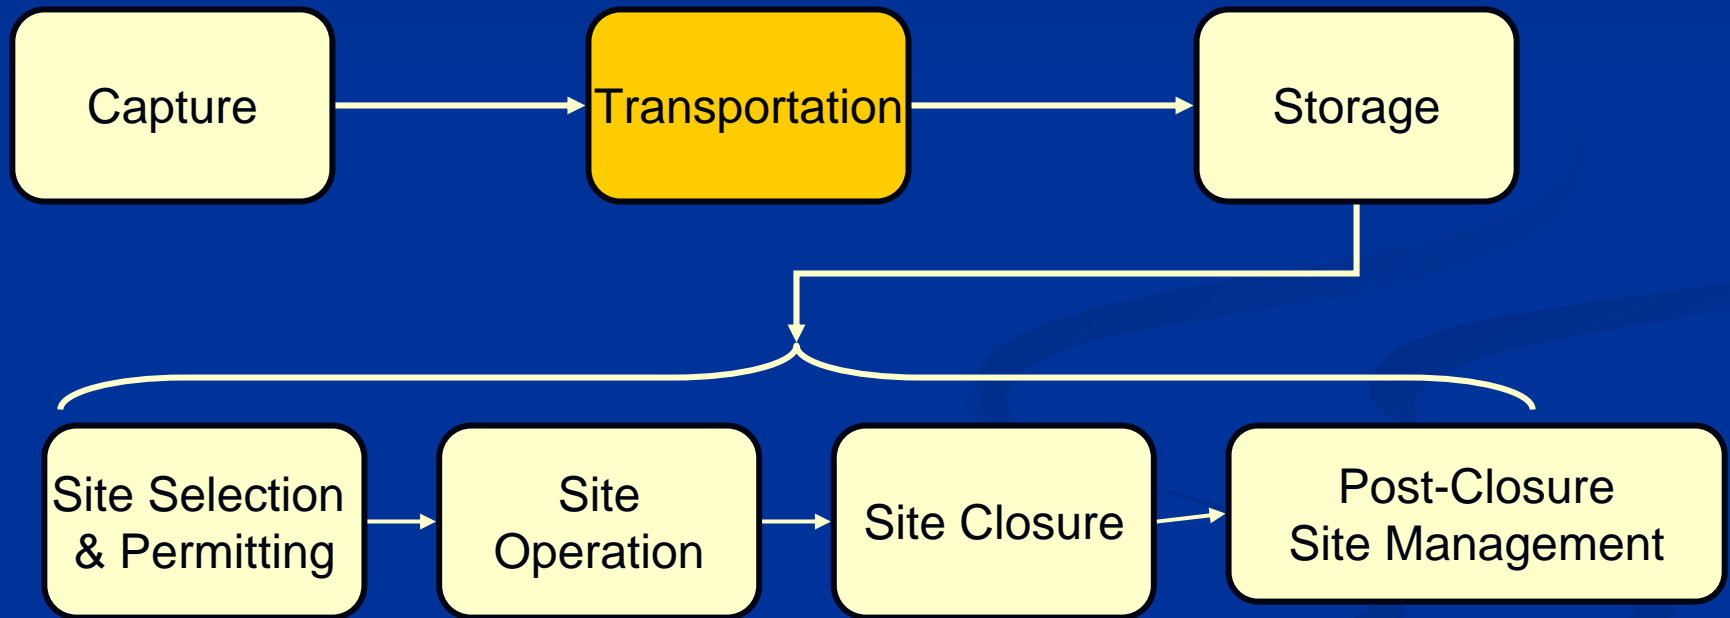 Capture
Transportation
Storage
Site Selection
& Permitting
Site
Operation
Site Closure
Post-Closure
Site Management